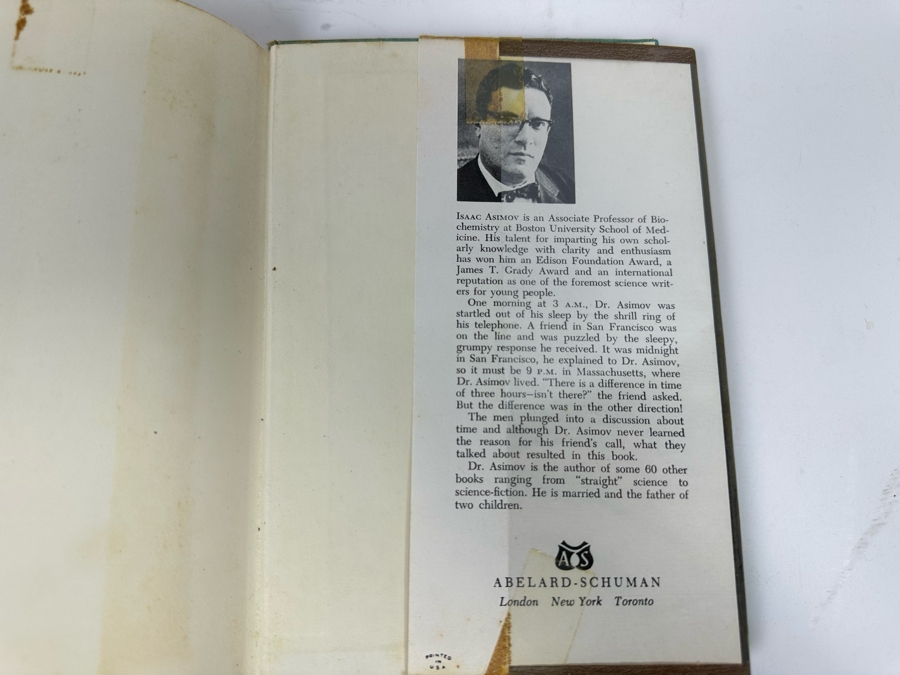 ISAAC ASIMOV is an Associate Professor of Bio-
chemistry at Boston University School of Med-
icine. His talent for imparting his own schol-
arly knowledge with clarity and enthusiasm
has won him an Edison Foundation Award, a
James T. Grady Award and an international
reputation as one of the foremost science writ-
ers for young people.
One morning at 3 A.M., Dr. Asimov was
startled out of his sleep by the shrill ring of
his telephone. A friend in San Francisco was
on the line and was puzzled by the sleepy,
grumpy response he received. It was midnight
in San Francisco, he explained to Dr. Asimov,
so it must be 9 P.M. in Massachusetts, where
Dr. Asimov lived. "There is a difference in time
of three hours—isn't there?" the friend asked.
But the difference was in the other direction!
The men plunged into a discussion about
time and although Dr. Asimov never learned
the reason for his friend's call, what they
talked about resulted in this book.
Dr. Asimov is the author of some 60 other
books ranging from "straight" science to
science-fiction. He is married and the father of
two children.
A S
ABELARD-SCHUMAN
London New York Toronto
PRINTED
IN
U.S.A.